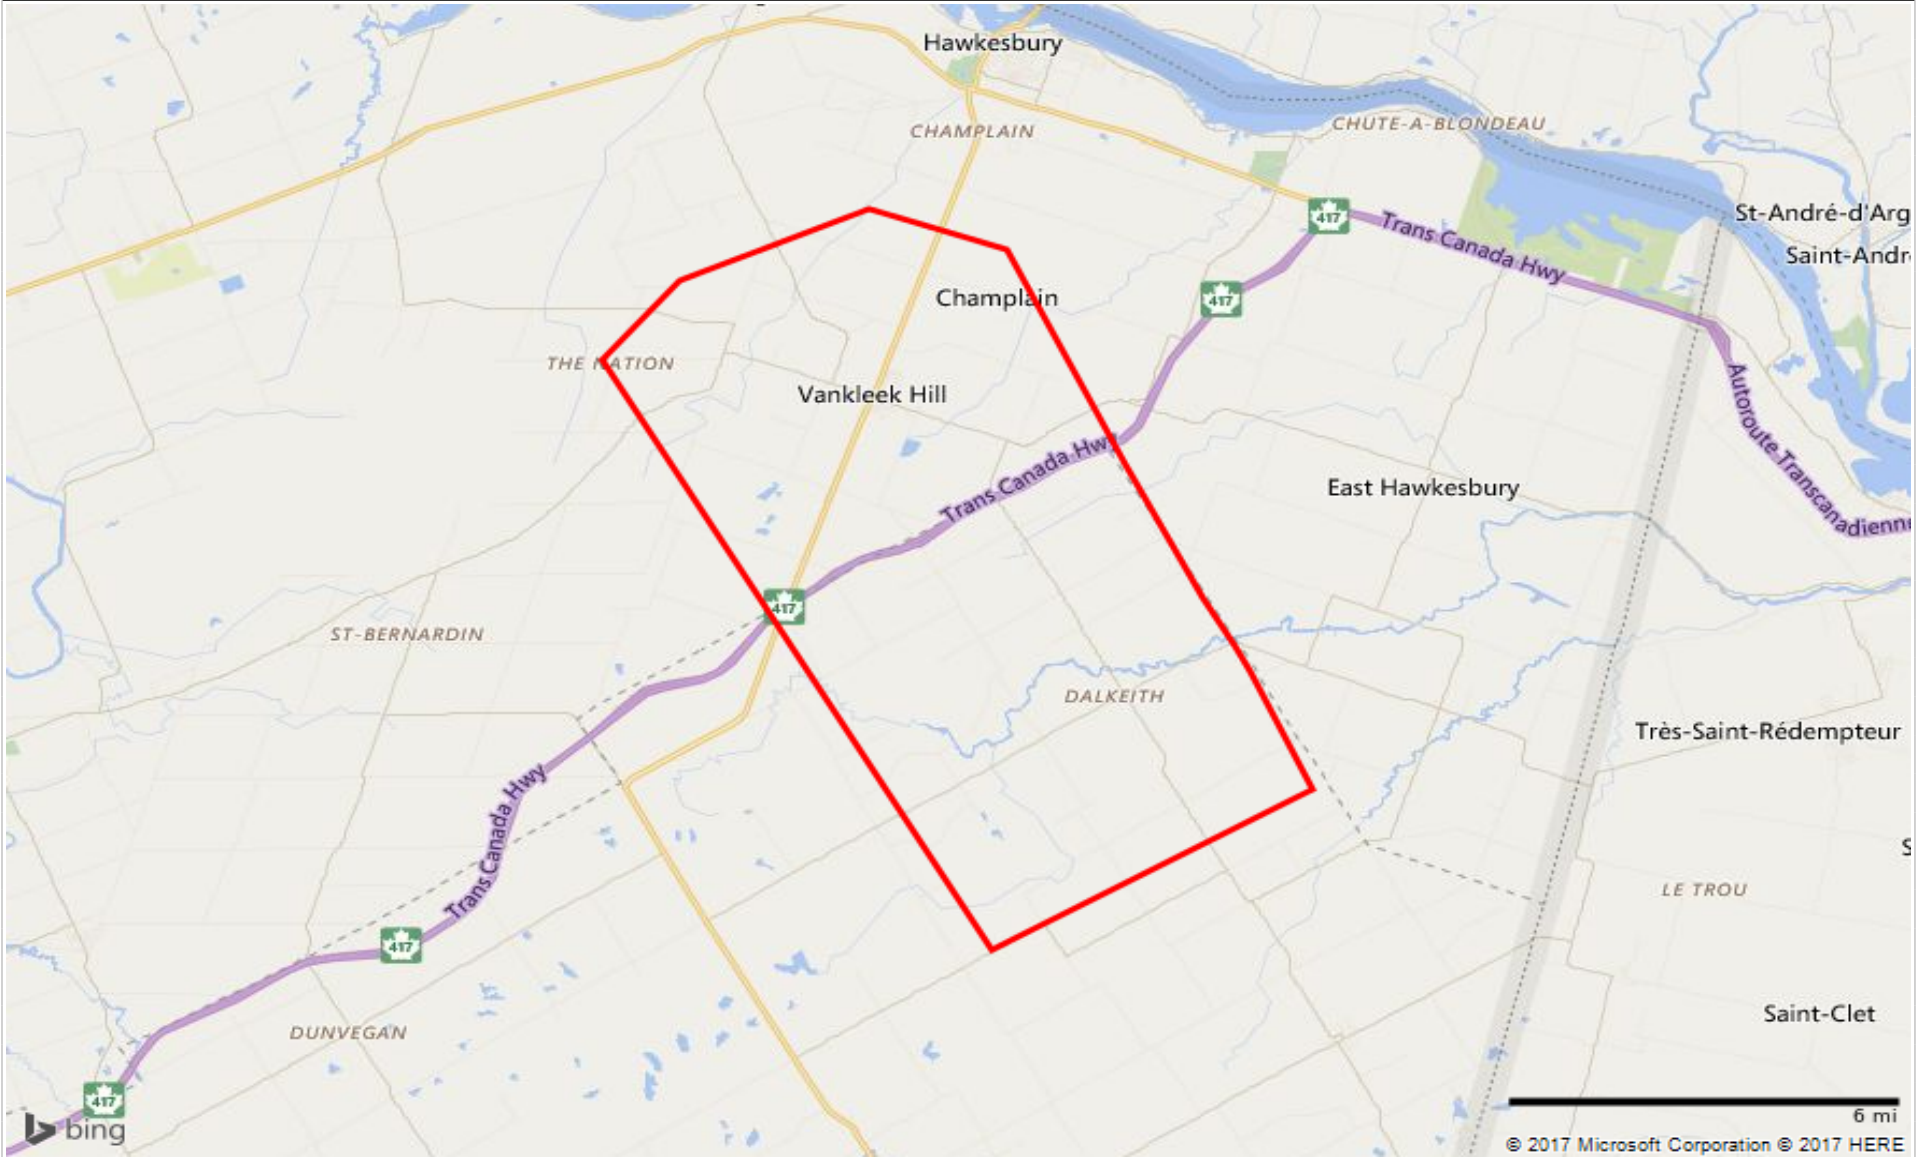 Hawkesbury
CHAMPLAIN
CHUTE-A-BLONDEAU
St-André-d'Arg
417
Trans Canada Hwy
Saint-Andr
417
Champlain
THE NATION
Vankleek Hill
Autoroute Transcanadienn
Trans Canada Hwy
East Hawkesbury
417
ST-BERNARDIN
DALKEITH
Très-Saint-Rédempteur
Trans Canada Hwy
S
LE TROU
417
Saint-Clet
DUNVEGAN
417
bing
6 mi
© 2017 Microsoft Corporation © 2017 HERE